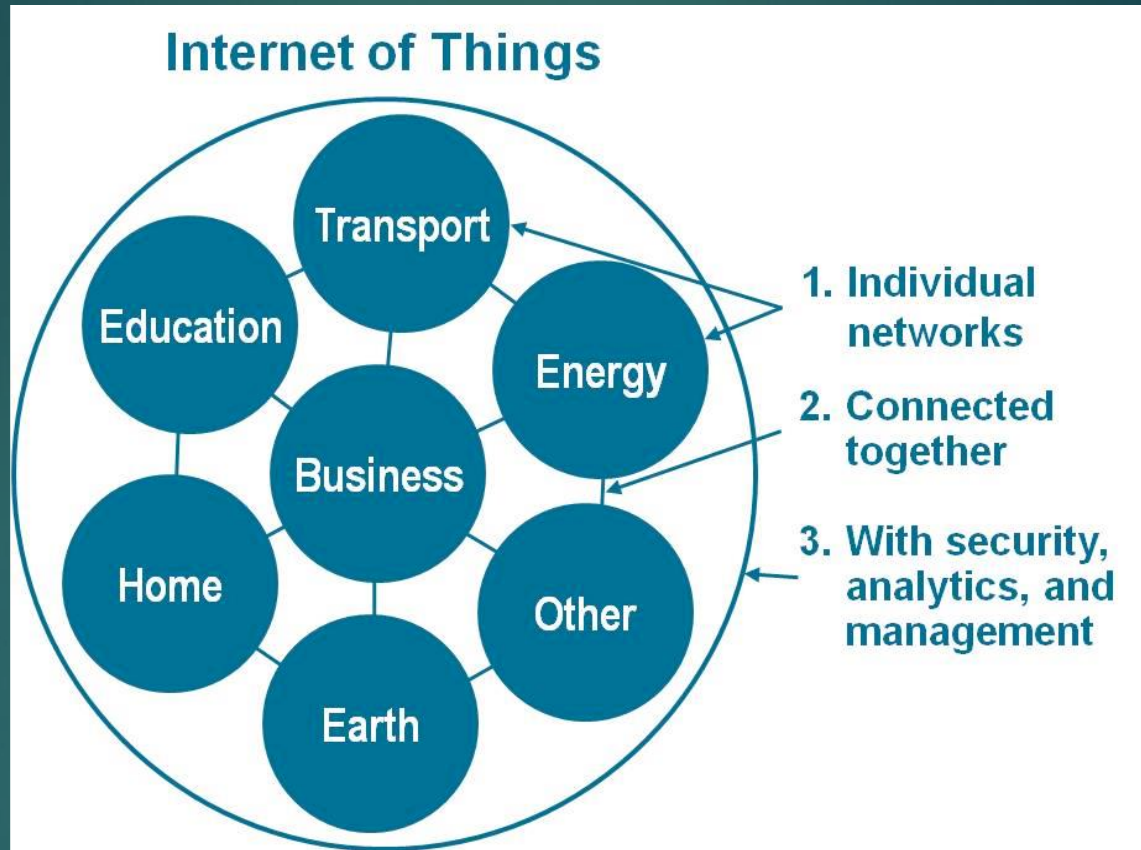 Internet of Things
Transport
Education
Energy
Business
Home
Other
Earth
1. Individual
networks
2. Connected
together
3. With security,
analytics, and
management